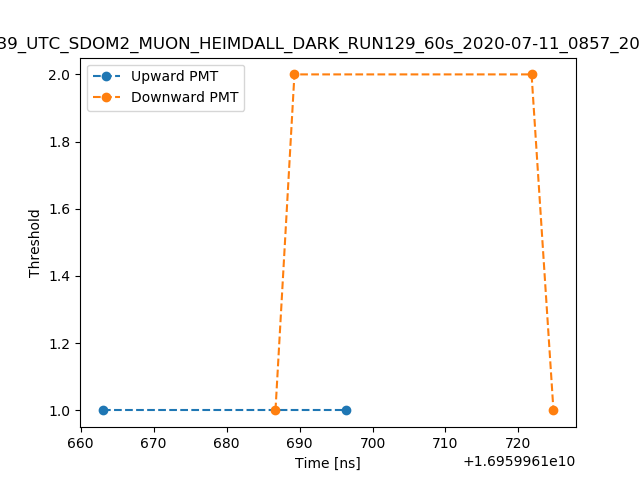 39_UTC_SDOM2_MUON_HEIMDALL_DARK_RUN129_60s_2020-07-11_0857_20
Upward PMT
Downward PMT
2.0
1.8
1.6
1.4
1.2
1.0
Threshold
660 670 680 690 700 710 720
Time [ns]
+1.6959961e10